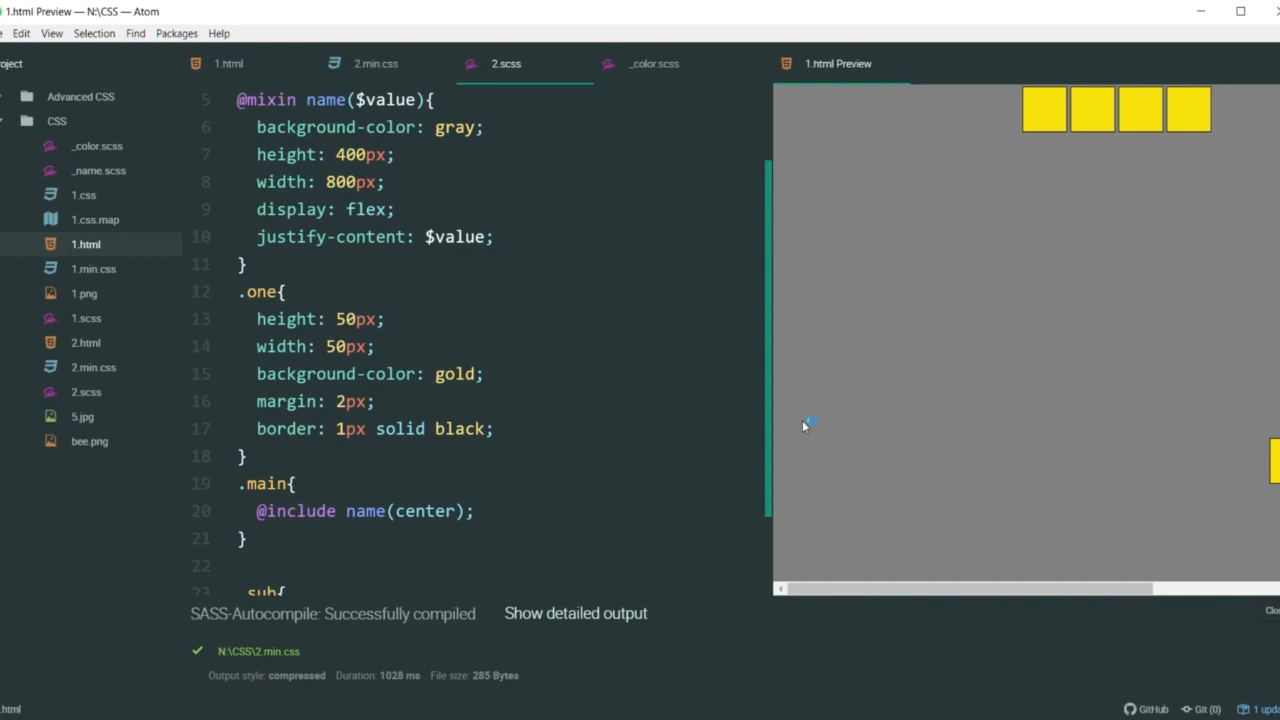 1.html Preview — N:\CSS — Atom
Edit View Selection Find Packages Help
oject
1.html
2.min.css
2.scss
_color.scss
1.html Preview
Advanced CSS
CSS
_color.scss
_name.scss
1.css
1.css.map
1.html
1.min.css
1.png
1.scss
2.html
2.min.css
2.scss
5.jpg
bee.png
5 @mixin name($value){
6 background-color: gray;
7 height: 400px;
8 width: 800px;
9 display: flex;
10 justify-content: $value;
11 }
12 .one{
13 height: 50px;
14 width: 50px;
15 background-color: gold;
16 margin: 2px;
17 border: 1px solid black;
18 }
19 .main{
20 @include name(center);
21 }
22
23 .sub{
SASS-Autocompile: Successfully compiled Show detailed output
Clo
N:\CSS\2.min.css
Output style: compressed Duration: 1028 ms File size: 285 Bytes
.html
GitHub Git (0) 1 upda